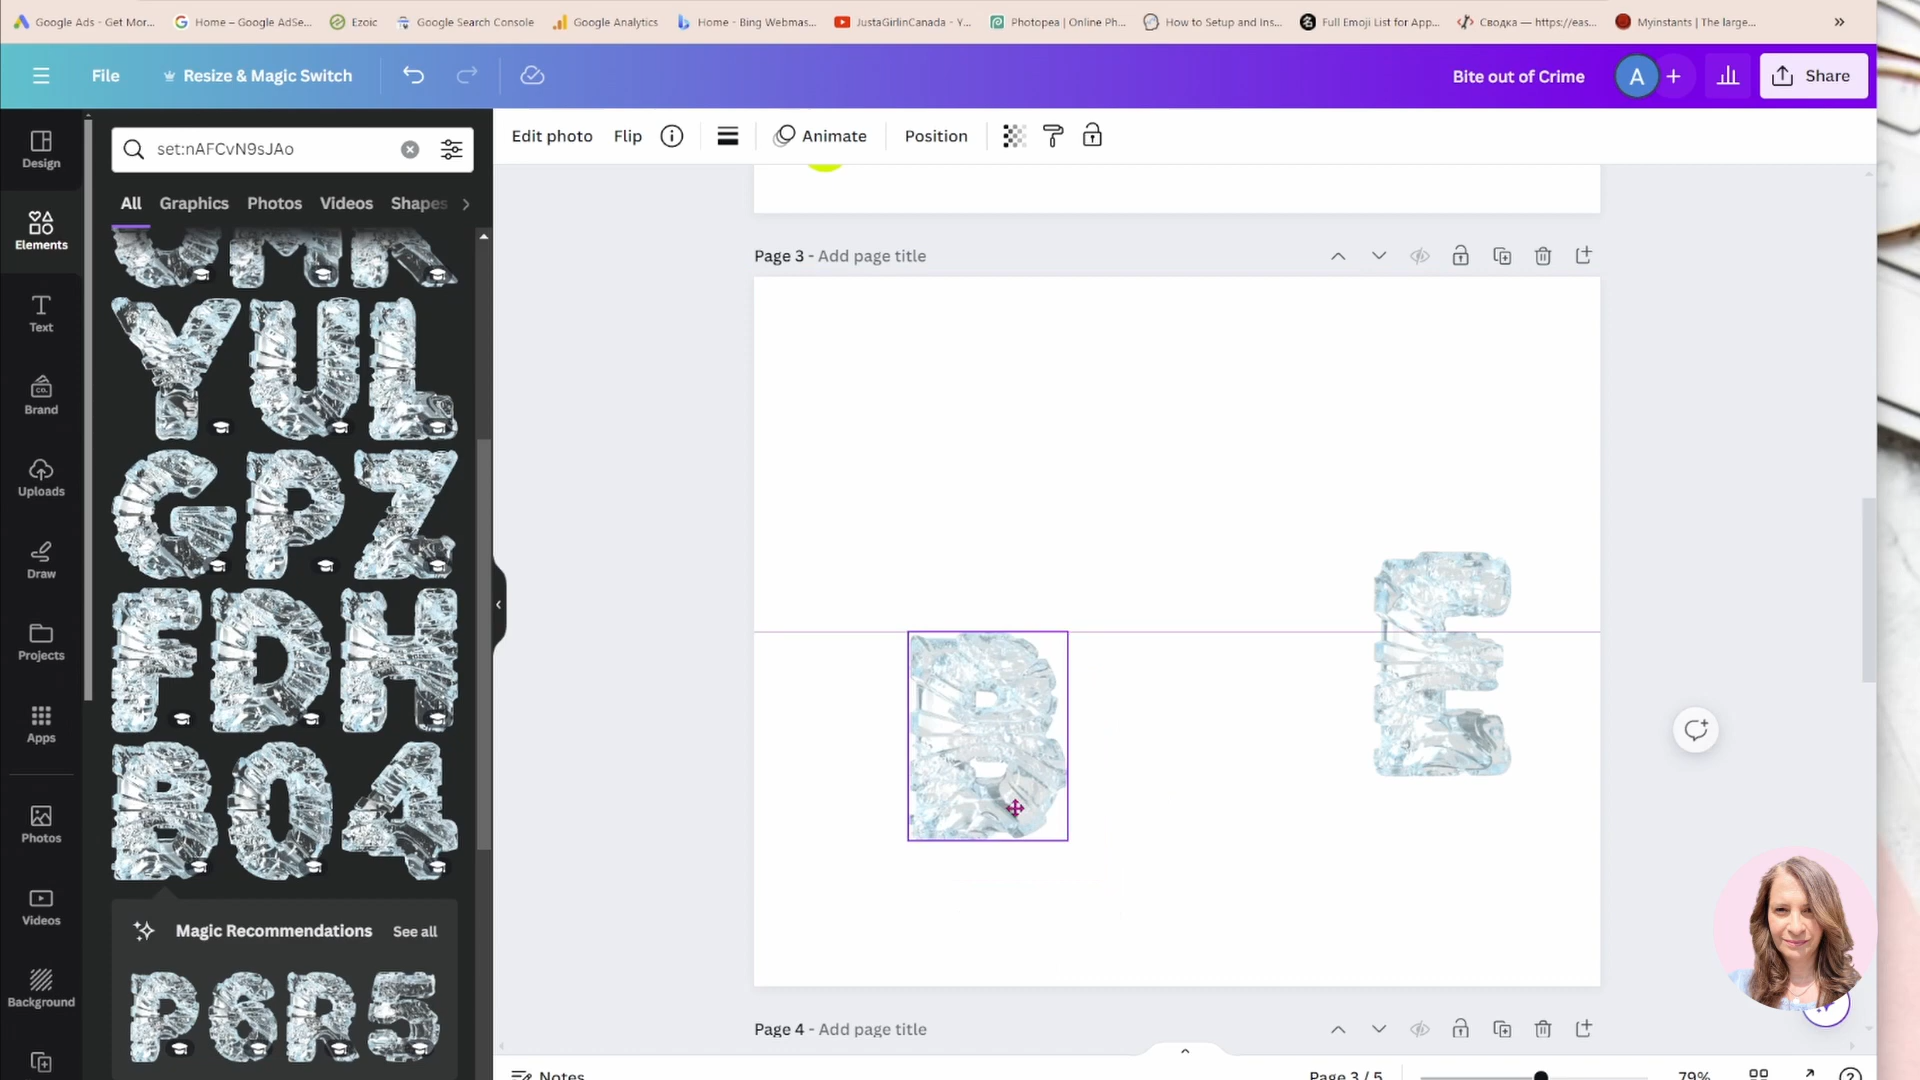 Google Ads - Get Mor...
Home – Google AdSe...
Ezoic
Google Search Console
Google Analytics
Home - Bing Webmas...
JustaGirlinCanada - Y...
Photopea | Online Ph...
How to Setup and Ins...
Full Emoji List for App...
Сводка — https://eas...
Myinstants | The large...
File
Resize & Magic Switch
Bite out of Crime
A
Share
Design
set:nAFCvN9sJAo
Edit photo
Flip
Animate
Position
All
Graphics
Photos
Videos
Shapes
Elements
Page 3 - Add page title
M K
Y U L
Text
Brand
G P Z
Uploads
Draw
F D H
Projects
B E
Apps
B 0 4
Photos
Magic Recommendations
See all
Videos
P 6 R 5
Background
Page 4 - Add page title
Notes
Page 3 / 5
79%